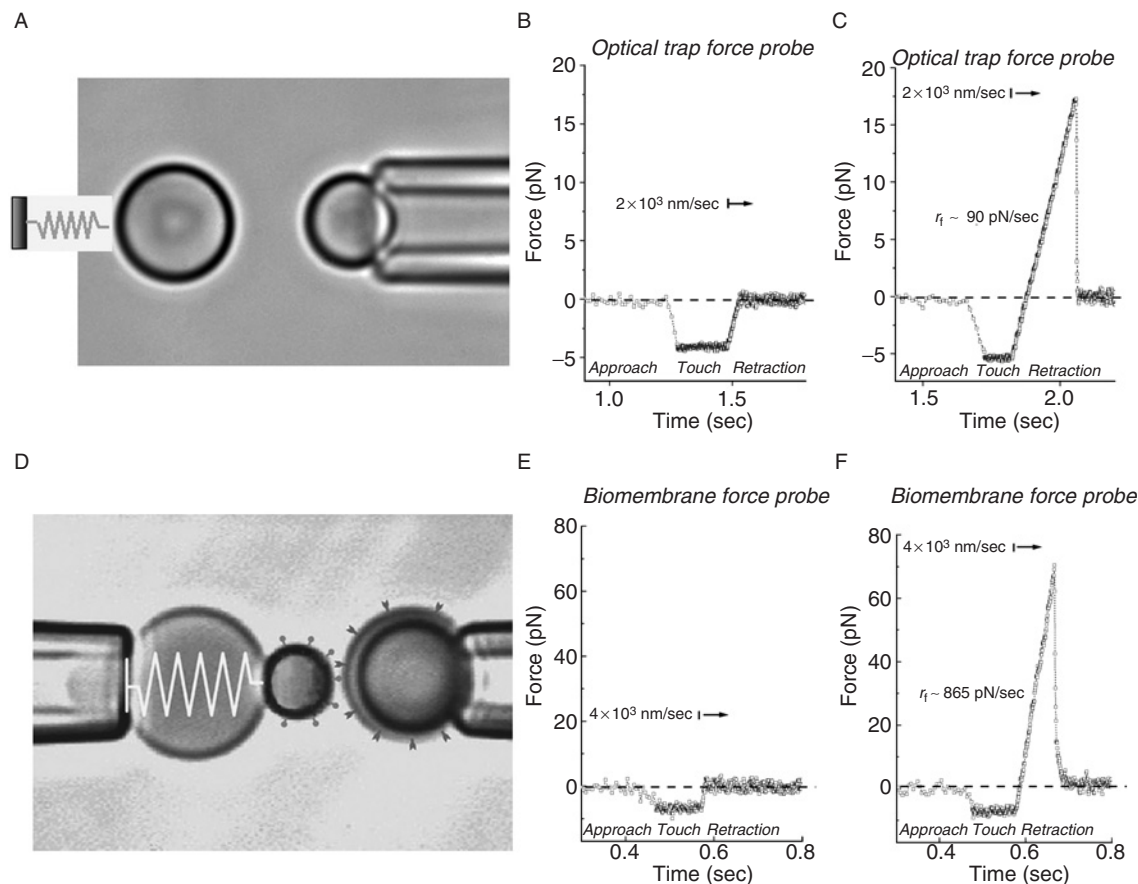 A
B
C
Optical trap force probe
20
15
10
5
0
−5
Force (pN)
2×10³ nm/sec
Approach Touch Retraction
1.0 1.5
Time (sec)
Optical trap force probe
20
15
10
5
0
−5
Force (pN)
2×10³ nm/sec
r_f ~ 90 pN/sec
Approach Touch Retraction
1.5 2.0
Time (sec)
D
E
F
Biomembrane force probe
80
60
40
20
0
Force (pN)
4×10³ nm/sec
Approach Touch Retraction
0.4 0.6 0.8
Time (sec)
Biomembrane force probe
80
60
40
20
0
Force (pN)
4×10³ nm/sec
r_f ~ 865 pN/sec
Approach Touch Retraction
0.4 0.6 0.8
Time (sec)